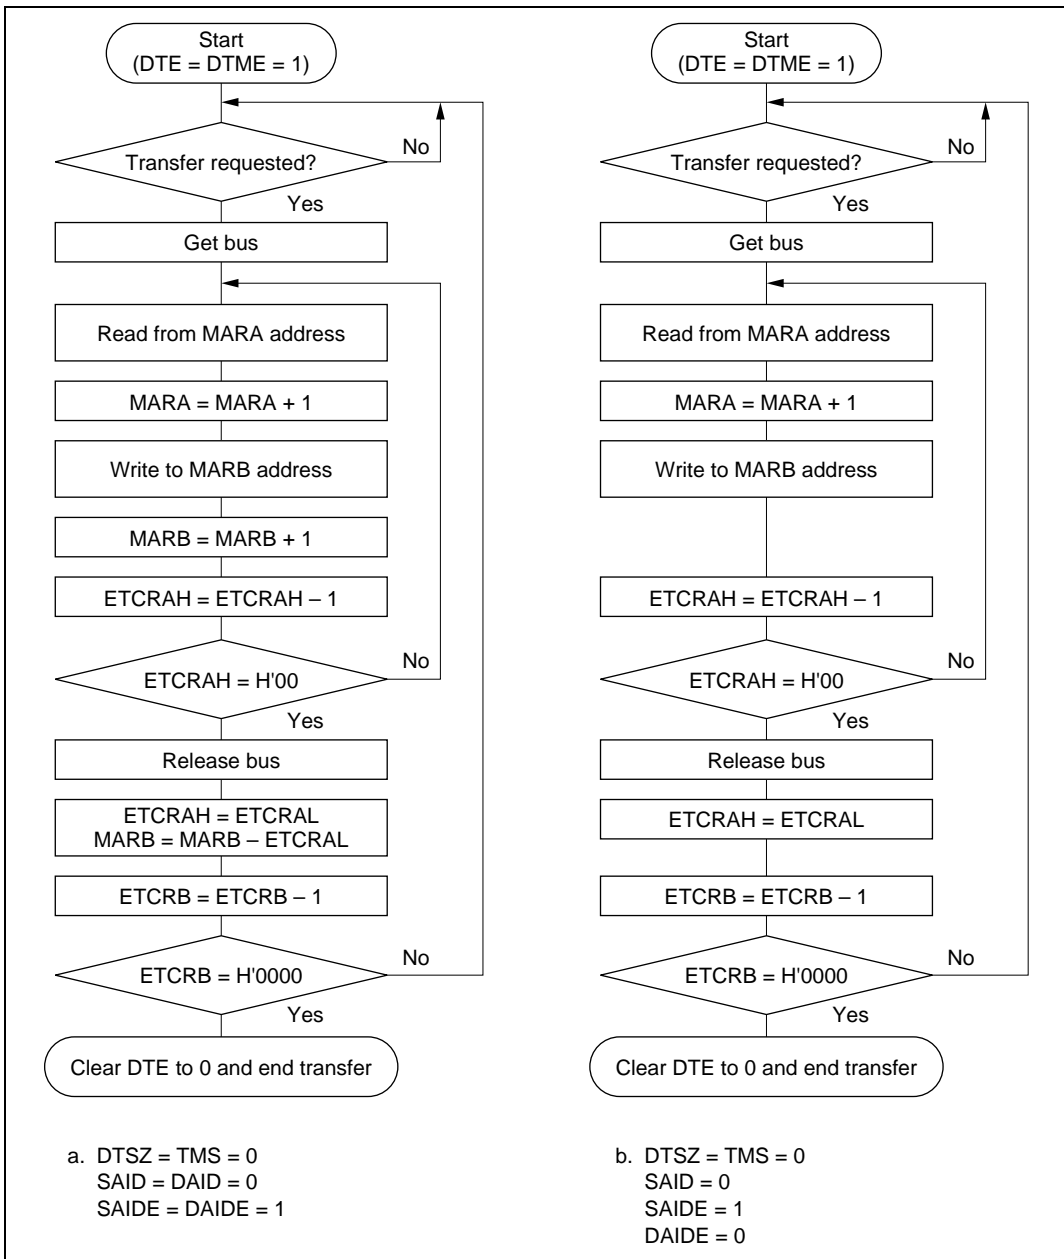 Start
(DTE = DTME = 1)
Transfer requested?
No
Yes
Get bus
Read from MARA address
MARA = MARA + 1
Write to MARB address
MARB = MARB + 1
ETCRAH = ETCRAH – 1
ETCRAH = H'00
No
Yes
Release bus
ETCRAH = ETCRAL
MARB = MARB – ETCRAL
ETCRB = ETCRB – 1
ETCRB = H'0000
No
Yes
Clear DTE to 0 and end transfer
a. DTSZ = TMS = 0
SAID = DAID = 0
SAIDE = DAIDE = 1
Start
(DTE = DTME = 1)
Transfer requested?
No
Yes
Get bus
Read from MARA address
MARA = MARA + 1
Write to MARB address
ETCRAH = ETCRAH – 1
ETCRAH = H'00
No
Yes
Release bus
ETCRAH = ETCRAL
ETCRB = ETCRB – 1
ETCRB = H'0000
No
Yes
Clear DTE to 0 and end transfer
b. DTSZ = TMS = 0
SAID = 0
SAIDE = 1
DAIDE = 0